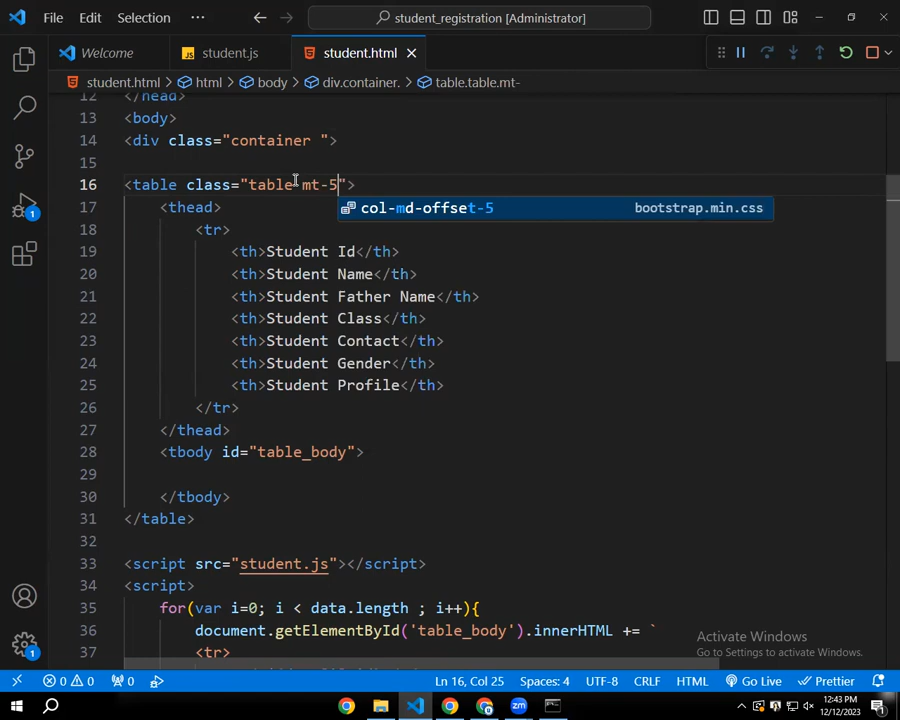 File Edit Selection ··· student_registration [Administrator]
Welcome student.js student.html
student.html > html > body > div.container. > table.table.mt-
12 </head>
13 <body>
14 <div class="container ">
15
16 <table class="table mt-5">
col-md-offset-5 bootstrap.min.css
17 <thead>
18 <tr>
19 <th>Student Id</th>
20 <th>Student Name</th>
21 <th>Student Father Name</th>
22 <th>Student Class</th>
23 <th>Student Contact</th>
24 <th>Student Gender</th>
25 <th>Student Profile</th>
26 </tr>
27 </thead>
28 <tbody id="table_body">
29
30 </tbody>
31 </table>
32
33 <script src="student.js"></script>
34 <script>
35 for(var i=0; i < data.length ; i++){
36 document.getElementById('table_body').innerHTML += `
37 <tr>
Activate Windows
Go to Settings to activate Windows.
1
1
0 0 0 Ln 16, Col 25 Spaces: 4 UTF-8 CRLF HTML Go Live Prettier
zm 12:43 PM
12/12/2023